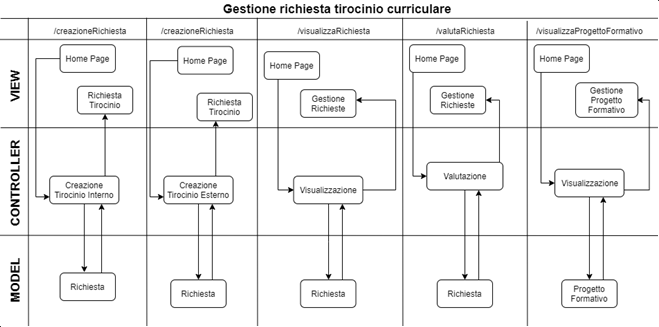 Gestione richiesta tirocinio curriculare
/creazioneRichiesta
/creazioneRichiesta
/visualizzaRichiesta
/valutaRichiesta
/visualizzaProgettoFormativo
VIEW
Home Page
Richiesta
Tirocinio
Home Page
Richiesta
Tirocinio
Home Page
Gestione
Richieste
Home Page
Gestione
Richieste
Home Page
Gestione
Progetto
Formativo
CONTROLLER
Creazione
Tirocinio Interno
Creazione
Tirocinio Esterno
Visualizzazione
Valutazione
Visualizzazione
MODEL
Richiesta
Richiesta
Richiesta
Richiesta
Progetto
Formativo